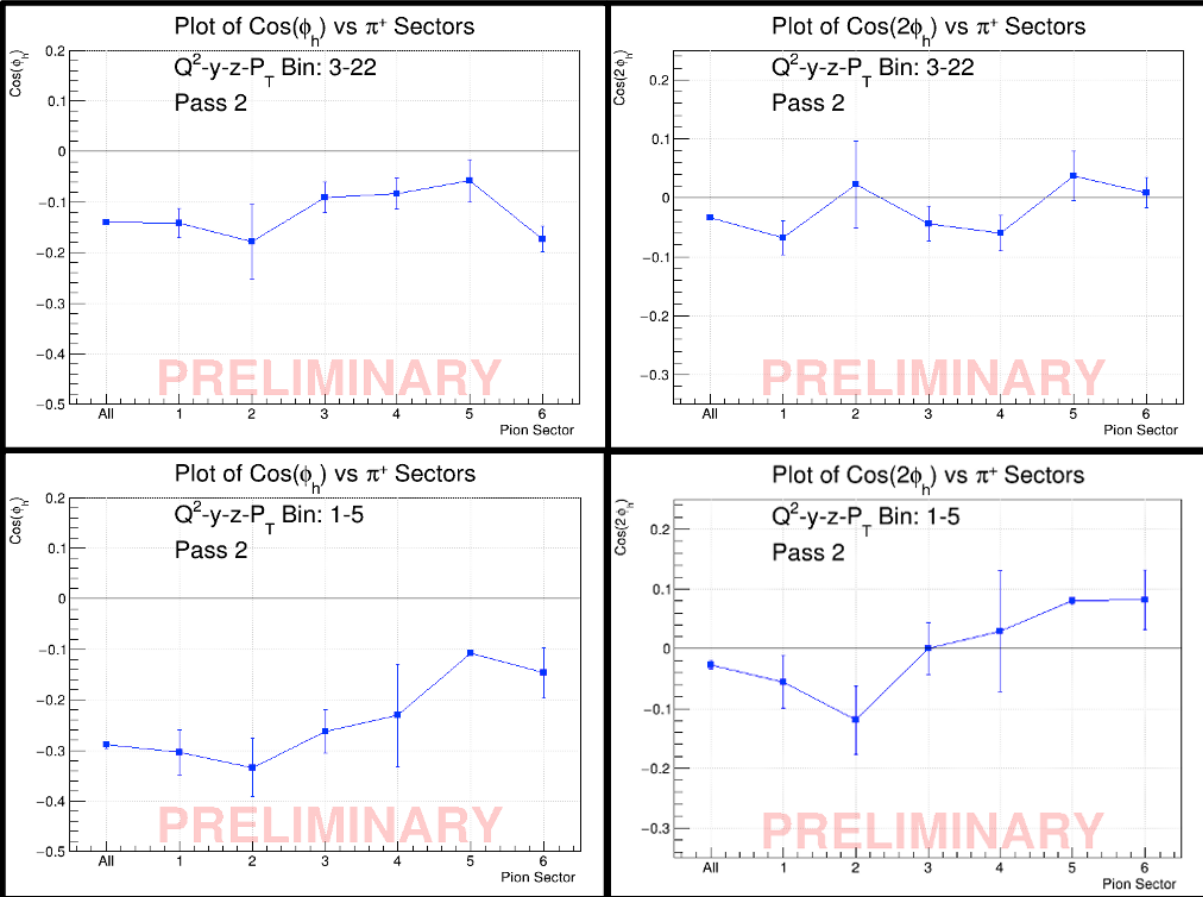 Plot of Cos(ϕh) vs π+ Sectors
Cos(ϕh)
Q2-y-z-PT Bin: 3-22
Pass 2
0.2
0.1
0
−0.1
−0.2
−0.3
−0.4
−0.5
PRELIMINARY
All 1 2 3 4 5 6
Pion Sector
Plot of Cos(2ϕh) vs π+ Sectors
Cos(2ϕh)
Q2-y-z-PT Bin: 3-22
Pass 2
0.2
0.1
0
−0.1
−0.2
−0.3
PRELIMINARY
All 1 2 3 4 5 6
Pion Sector
Plot of Cos(ϕh) vs π+ Sectors
Cos(ϕh)
Q2-y-z-PT Bin: 1-5
Pass 2
0.2
0.1
0
−0.1
−0.2
−0.3
−0.4
−0.5
PRELIMINARY
All 1 2 3 4 5 6
Pion Sector
Plot of Cos(2ϕh) vs π+ Sectors
Cos(2ϕh)
Q2-y-z-PT Bin: 1-5
Pass 2
0.2
0.1
0
−0.1
−0.2
−0.3
PRELIMINARY
All 1 2 3 4 5 6
Pion Sector